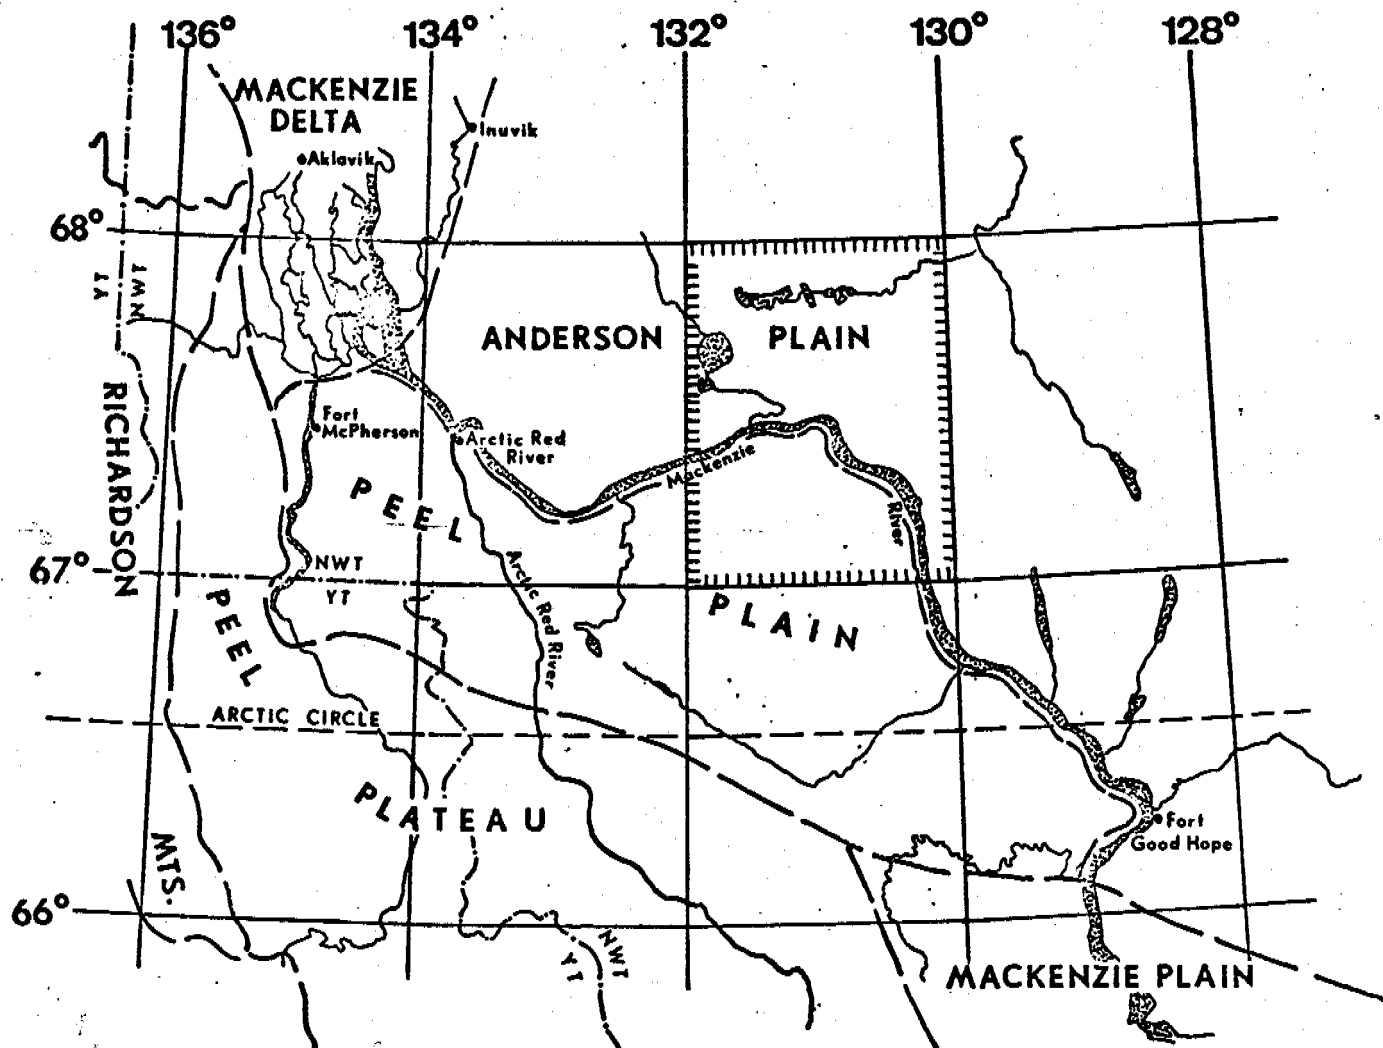 136° 134° 132° 130° 128°
MACKENZIE
DELTA
Inuvik
Aklavik
68°
NWT
YT
ANDERSON PLAIN
RICHARDSON
Fort
McPherson
Arctic Red
River
Mackenzie
River
PEEL
67°
NWT
YT
Arctic Red River
PLAIN
PEEL
ARCTIC CIRCLE
PLATEAU
Fort
Good Hope
MTS.
66°
NWT
YT
MACKENZIE PLAIN